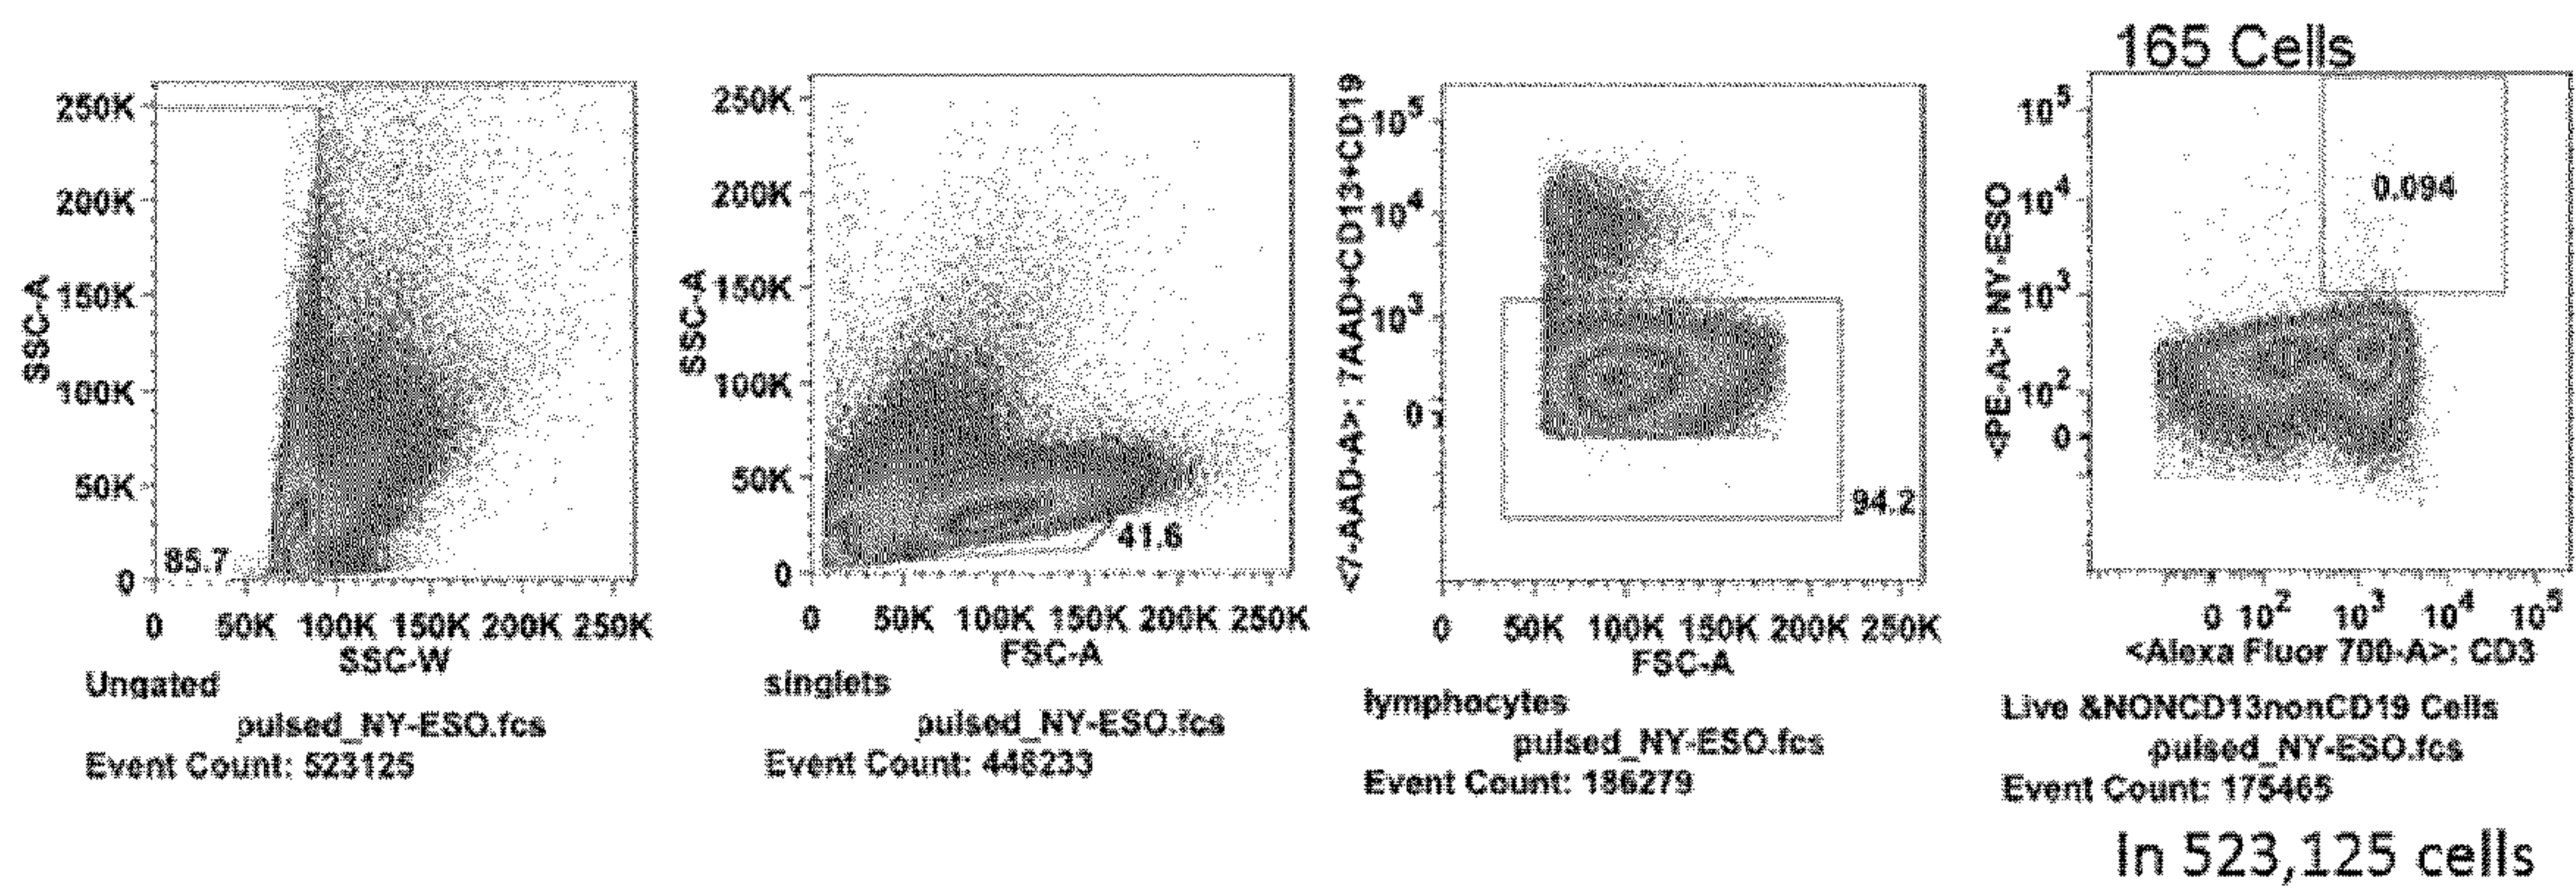 165 Cells
250K
200K
150K
100K
50K
0
SSC-A
85.7
0 50K 100K 150K 200K 250K
SSC-W
Ungated
pulsed_NY-ESO.fcs
Event Count: 523125
250K
200K
150K
100K
50K
0
SSC-A
41.6
0 50K 100K 150K 200K 250K
FSC-A
singlets
pulsed_NY-ESO.fcs
Event Count: 448233
10^5
10^4
10^3
0
<7-AAD-A>: 7AAD+CD13+CD19
94.2
0 50K 100K 150K 200K 250K
FSC-A
lymphocytes
pulsed_NY-ESO.fcs
Event Count: 186279
10^5
10^4
10^3
10^2
0
<PE-A>: NY-ESO
0.094
0 10^2 10^3 10^4 10^5
<Alexa Fluor 700-A>: CD3
Live &NONCD13nonCD19 Cells
pulsed_NY-ESO.fcs
Event Count: 175465
In 523,125 cells